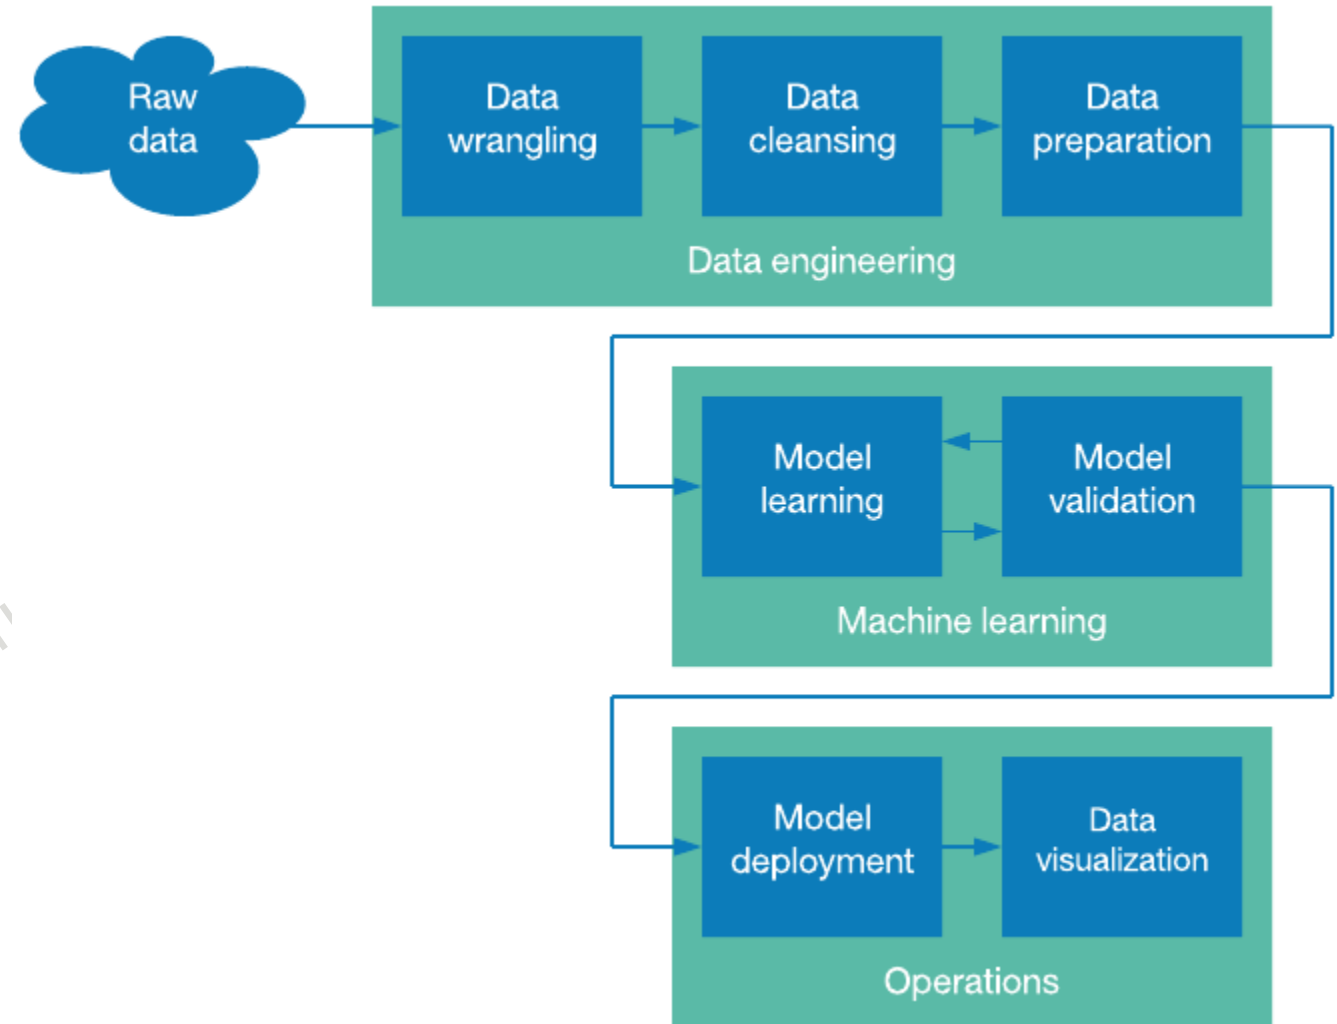 Raw
data
Data
wrangling
Data
cleansing
Data
preparation
Data engineering
Model
learning
Model
validation
Machine learning
Model
deployment
Data
visualization
Operations